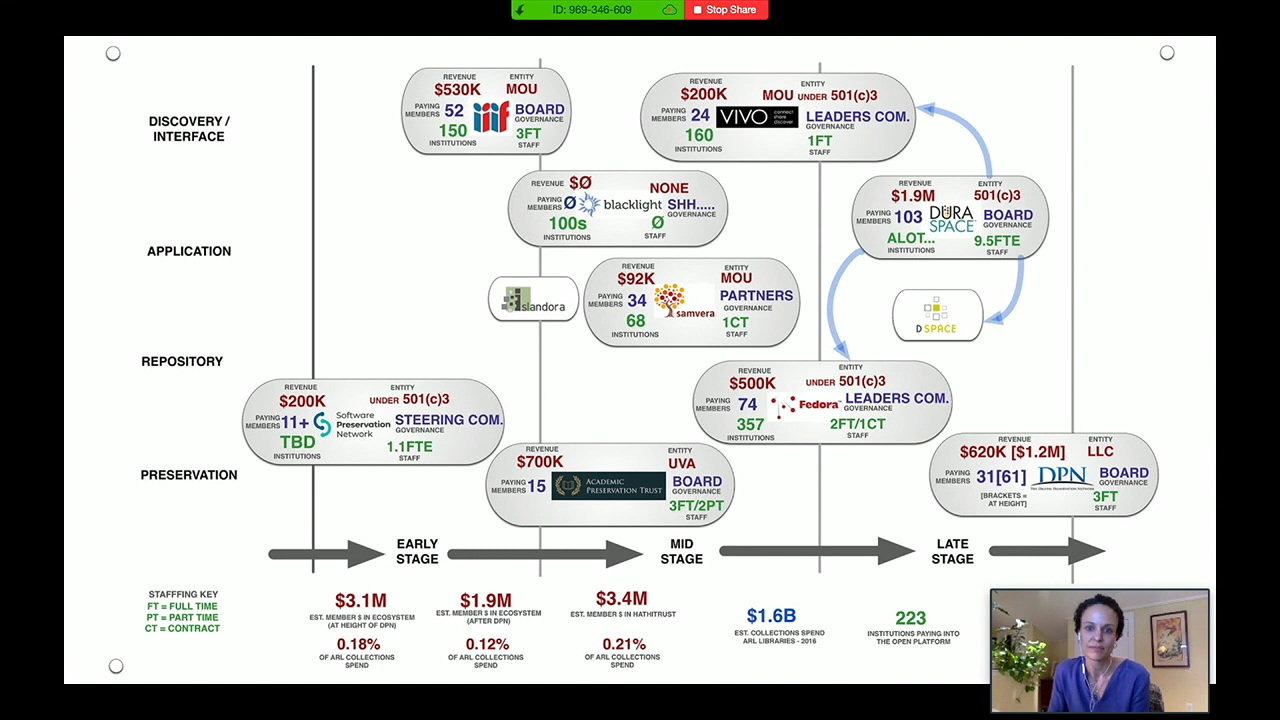 ID: 969-346-609
Stop Share
DISCOVERY /
INTERFACE
REVENUE
$530K
ENTITY
MOU
PAYING
MEMBERS
52
iiif
BOARD
GOVERNANCE
150
INSTITUTIONS
3FT
STAFF
REVENUE
$200K
ENTITY
MOU UNDER 501(c)3
PAYING
MEMBERS
24
VIVO
connect
share
discover
LEADERS COM.
GOVERNANCE
160
INSTITUTIONS
1FT
STAFF
REVENUE $Ø
NONE
PAYING
MEMBERS
Ø
blacklight
SHH.....
GOVERNANCE
100s
INSTITUTIONS
Ø
STAFF
REVENUE
$1.9M
ENTITY
501(c)3
PAYING
MEMBERS
103
DURA
SPACE
BOARD
GOVERNANCE
ALOT...
INSTITUTIONS
9.5FTE
STAFF
APPLICATION
islandora
REVENUE
$92K
ENTITY
MOU
PAYING
MEMBERS
34
samvera
PARTNERS
GOVERNANCE
68
INSTITUTIONS
1CT
STAFF
DSPACE
REPOSITORY
REVENUE
$500K
ENTITY
UNDER 501(c)3
PAYING
MEMBERS
74
Fedora
LEADERS COM.
GOVERNANCE
357
INSTITUTIONS
2FT/1CT
STAFF
REVENUE
$200K
ENTITY
UNDER 501(c)3
PAYING
MEMBERS
11+
Software
Preservation
Network
STEERING COM.
GOVERNANCE
TBD
INSTITUTIONS
1.1FTE
STAFF
PRESERVATION
REVENUE
$700K
ENTITY
UVA
PAYING
MEMBERS
15
ACADEMIC
PRESERVATION TRUST
BOARD
GOVERNANCE
3FT/2PT
STAFF
REVENUE
$620K [$1.2M]
ENTITY
LLC
PAYING
MEMBERS
31[61]
DPN
THE DIGITAL PRESERVATION NETWORK
BOARD
GOVERNANCE
[BRACKETS =
AT HEIGHT]
3FT
STAFF
EARLY
STAGE
MID
STAGE
LATE
STAGE
STAFFFING KEY
FT = FULL TIME
PT = PART TIME
CT = CONTRACT
$3.1M
EST. MEMBER $ IN ECOSYSTEM
(AT HEIGHT OF DPN)
0.18%
OF ARL COLLECTIONS
SPEND
$1.9M
EST. MEMBER $ IN ECOSYSTEM
(AFTER DPN)
0.12%
OF ARL COLLECTIONS
SPEND
$3.4M
EST. MEMBER $ IN HATHITRUST
0.21%
OF ARL COLLECTIONS
SPEND
$1.6B
EST. COLLECTIONS SPEND
ARL LIBRARIES - 2016
223
INSTITUTIONS PAYING INTO
THE OPEN PLATFORM